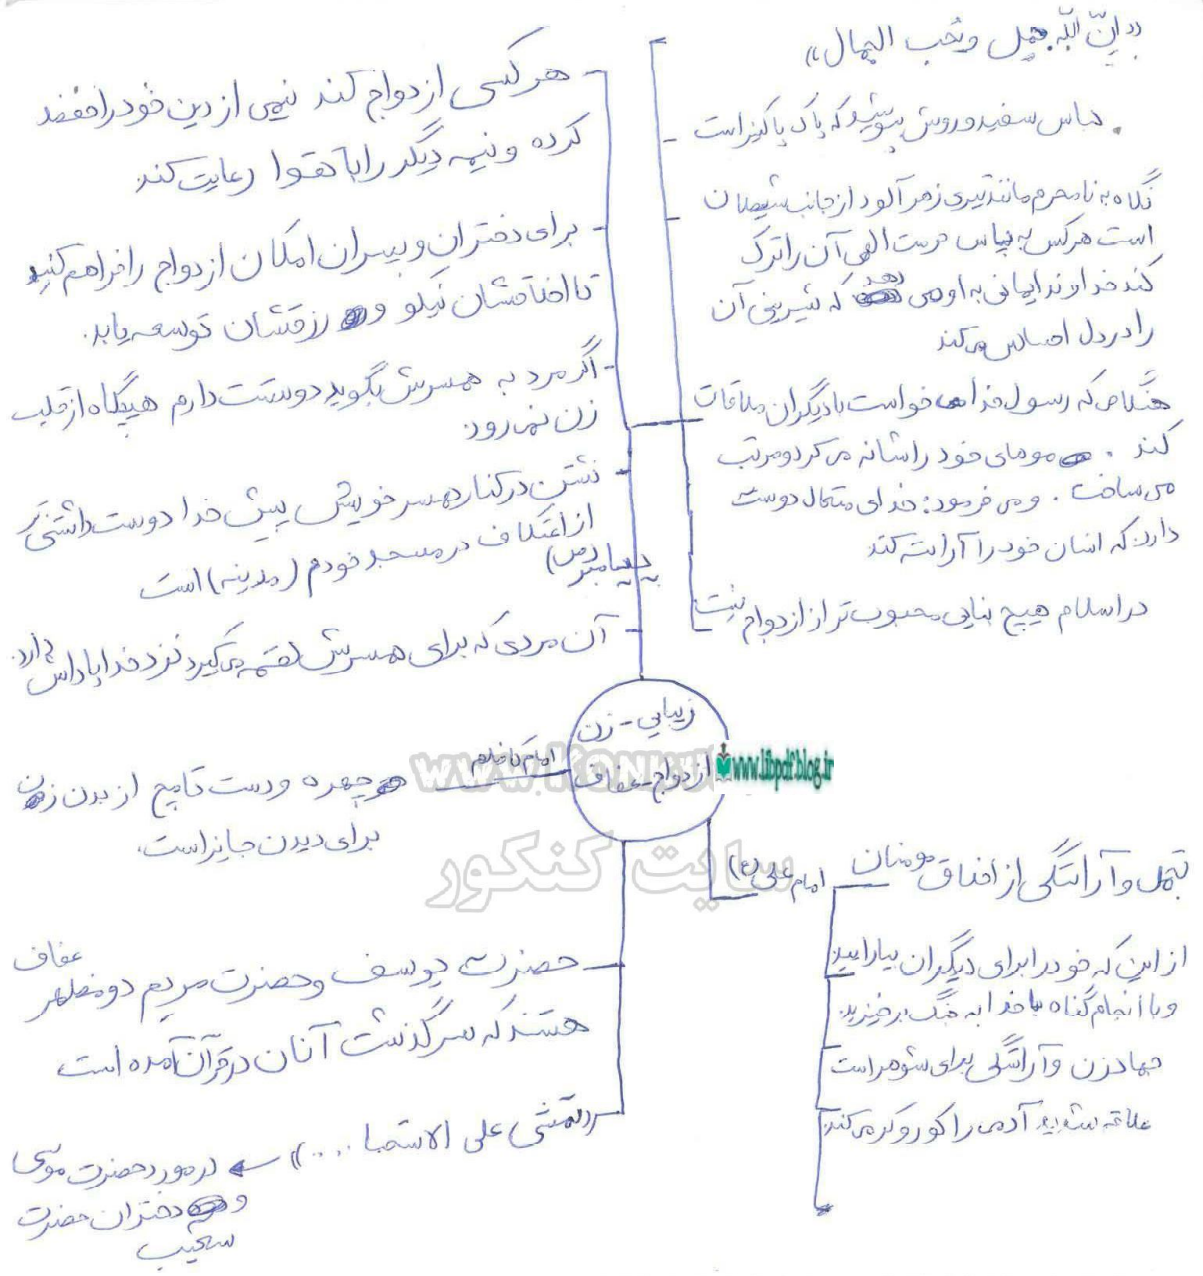 «إنّ اللّه جمیل و یُحب الجمال»
لباس سفید و روشن بپوشید که پاک پاکیزه است
نگاه به نامحرم مانند تیری زهرآلود از جانب شیطان
است هرکس به پاس حرمت الهی آن را ترک
کند خداوند ایمانی به او می دهد که شیرینی آن
را در دل احساس می کند
هنگامی که رسول خدا می خواست با دیگران ملاقات
کند . موهای خود را شانه می کرد و مرتب
می ساخت . و می فرمود: خدای متعال دوست
دارد که انسان خود را آراسته کند
در اسلام هیچ بنایی محبوب تر از ازدواج نیست
هر کسی ازدواج کند نیمی از دین خود را حفظ
کرده و نیمه دیگر را با تقوا رعایت کند.
برای دختران و پسران امکان ازدواج را فراهم کنید
تا اخلاقشان نیکو و رزقشان توسعه یابد.
اگر مرد به همسرش بگوید دوستت دارم هیچگاه از قلب
زن نمی رود.
نشتن در کنار همسر خویش پیش خدا دوست داشتنی تر
از اعتکاف در مسجد خودم (مدینه) است
پیامبر (ص)
آن مردی که برای همسرش لقمه می گیرد نزد خدا پاداش دارد.
زیبایی - زن
ازدواج - عفاف
www.libpdf.blog.ir
www.Konkur
سایت کنکور
امام کاظم
چهره و دست تا مچ از بدن زن
برای دیدن جایز است.
امام علی (ع)
تجمل و آراستگی از اخلاق مومنان
از این که خود را برای دیگران بیارایید
و با انجام گناه با خدا به جنگ برخیزید.
جهاد زن و آراستگی برای شوهر است
علاقه شدید آدمی را کور و کر می کند.
حضرت یوسف و حضرت مریم دو مظهر
عفاف
هستند که سرگذشت آنان در قرآن آمده است
«تمشی علی الاستحیا ....» ← در مورد حضرت موسی
و دختران حضرت
شعیب